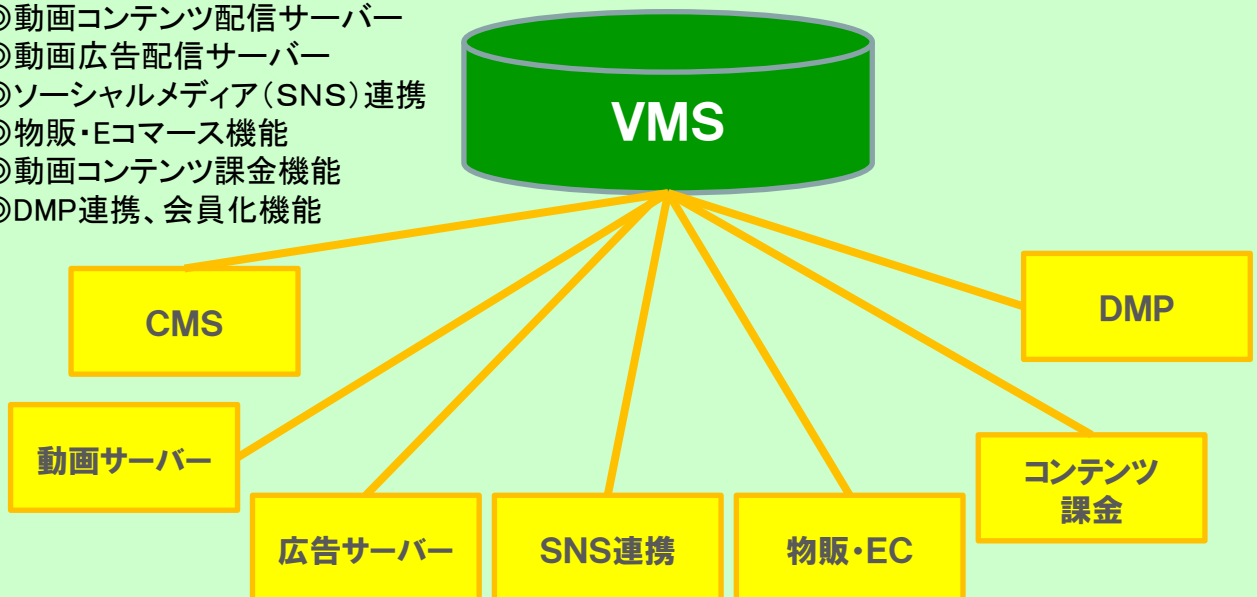 ◎動画コンテンツ配信サーバー
◎動画広告配信サーバー
◎ソーシャルメディア(SNS)連携
◎物販・Eコマース機能
◎動画コンテンツ課金機能
◎DMP連携、会員化機能
VMS
CMS
DMP
動画サーバー
コンテンツ
課金
広告サーバー
SNS連携
物販・EC